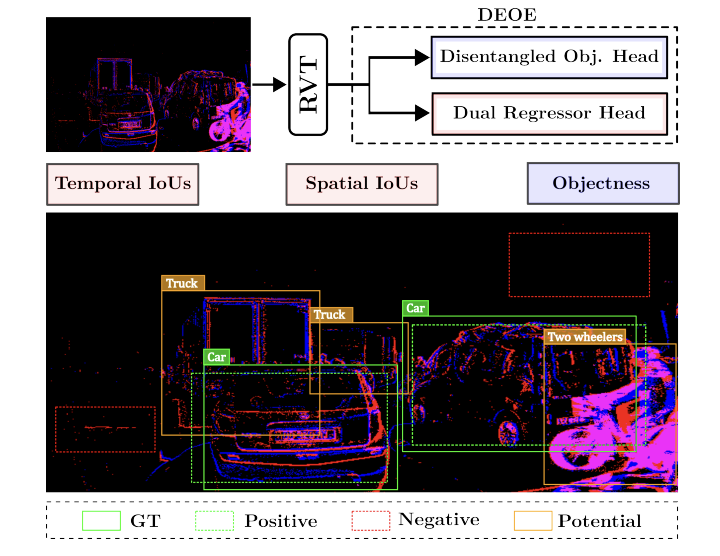 DEOE
RVT
Disentangled Obj. Head
Dual Regressor Head
Temporal IoUs
Spatial IoUs
Objectness
Truck
Truck
Car
Car
Two wheelers
GT
Positive
Negative
Potential